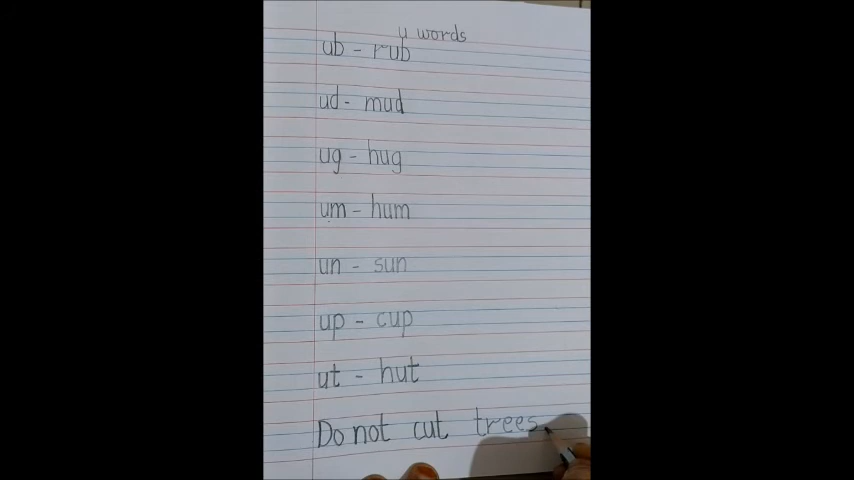 u words
ub - rub
ud - mud
ug - hug
um - hum
un - sun
up - cup
ut - hut
Do not cut trees.